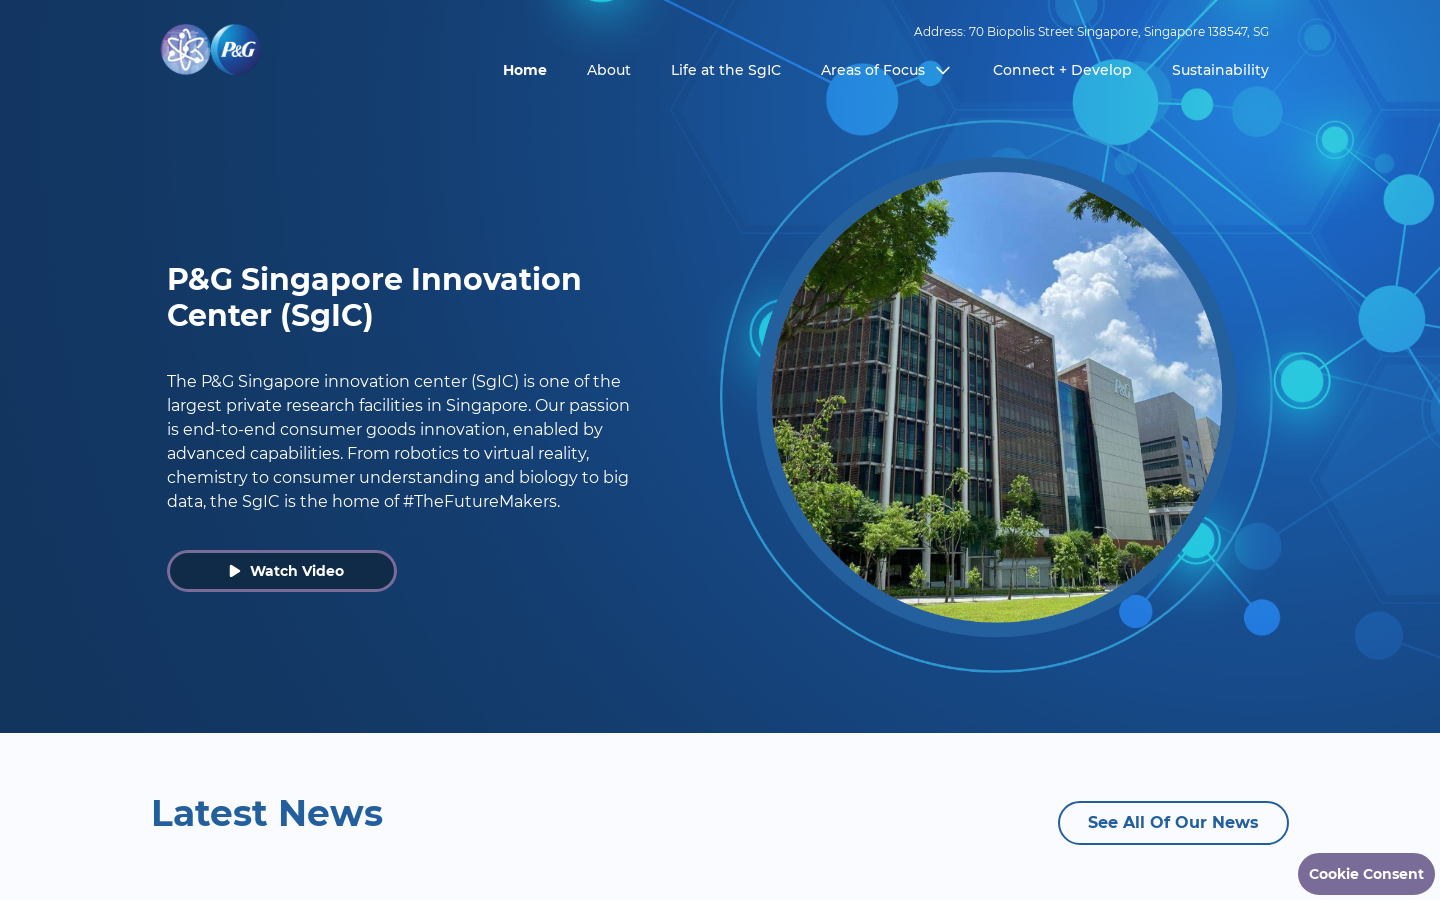 P&G
Address: 70 Biopolis Street Singapore, Singapore 138547, SG
Home
About
Life at the SgIC
Areas of Focus
Connect + Develop
Sustainability
P&G Singapore Innovation
Center (SgIC)
The P&G Singapore innovation center (SgIC) is one of the
largest private research facilities in Singapore. Our passion
is end-to-end consumer goods innovation, enabled by
advanced capabilities. From robotics to virtual reality,
chemistry to consumer understanding and biology to big
data, the SgIC is the home of #TheFutureMakers.
Watch Video
P&G
Latest News
See All Of Our News
Cookie Consent